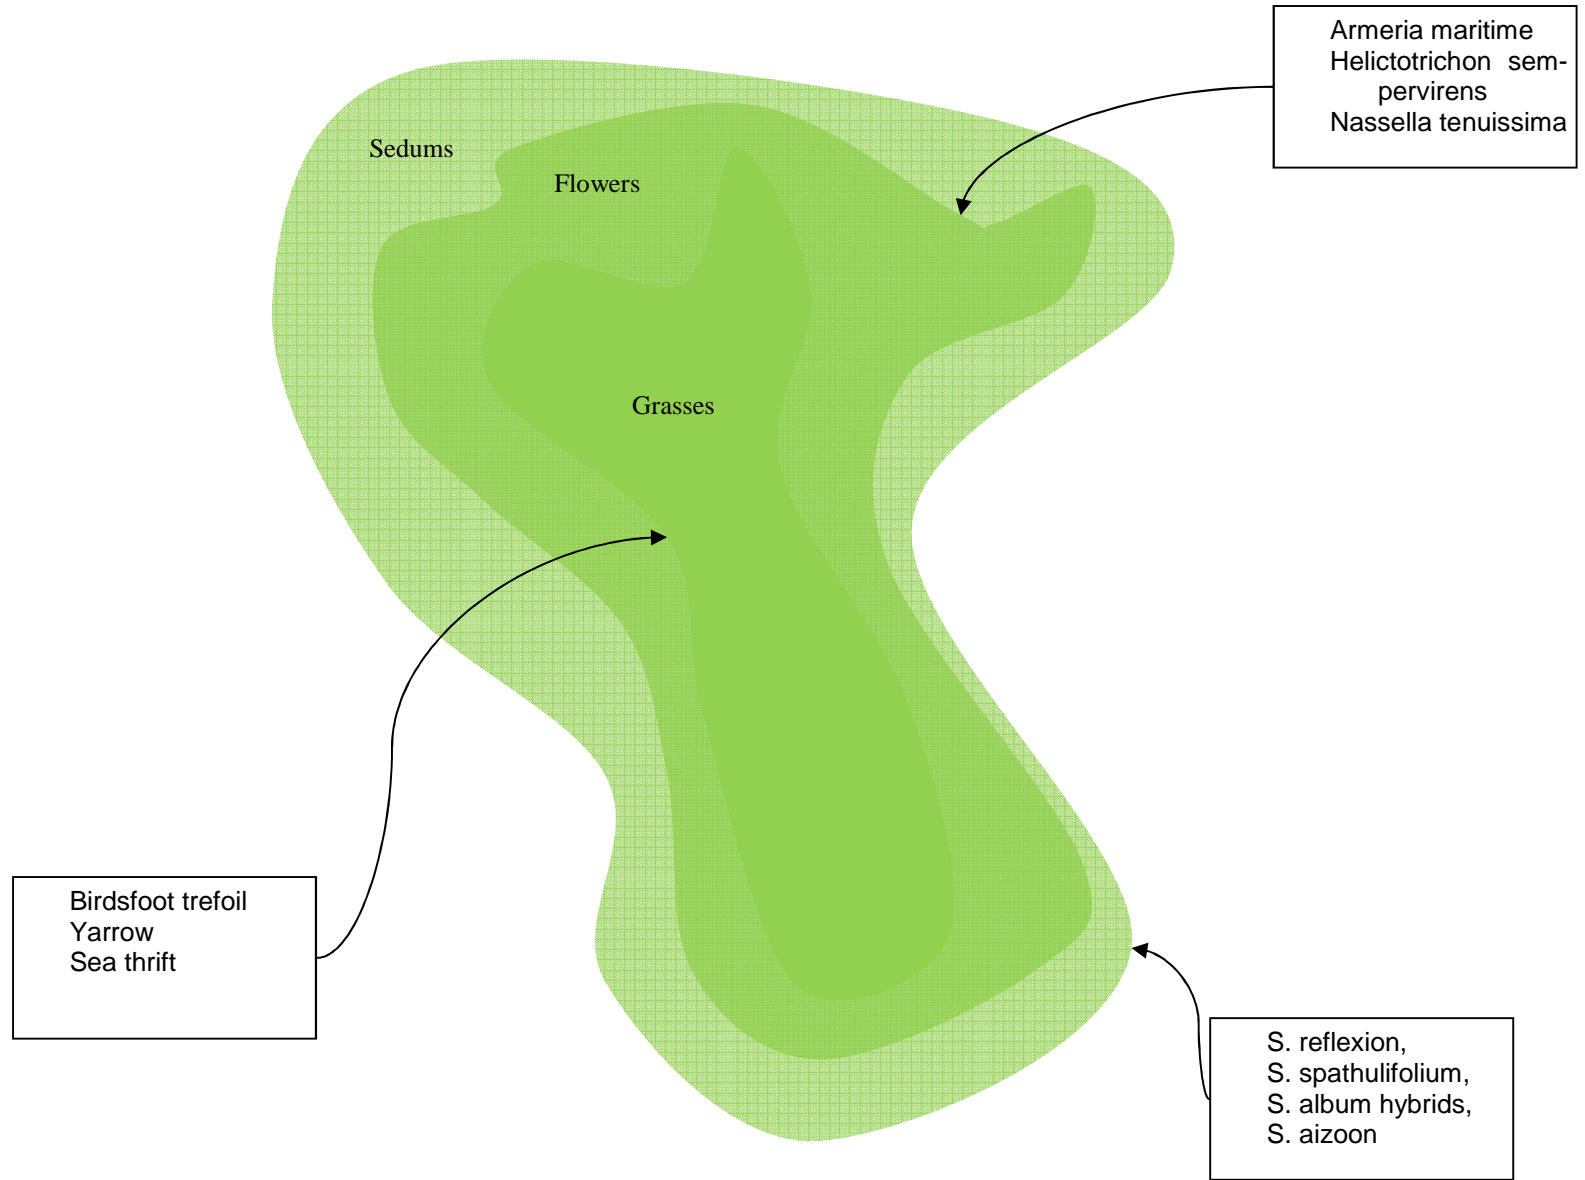 Armeria maritime
Helictotrichon sem-
pervirens
Nassella tenuissima
Sedums
Flowers
Grasses
Birdsfoot trefoil
Yarrow
Sea thrift
S. reflexion,
S. spathulifolium,
S. album hybrids,
S. aizoon